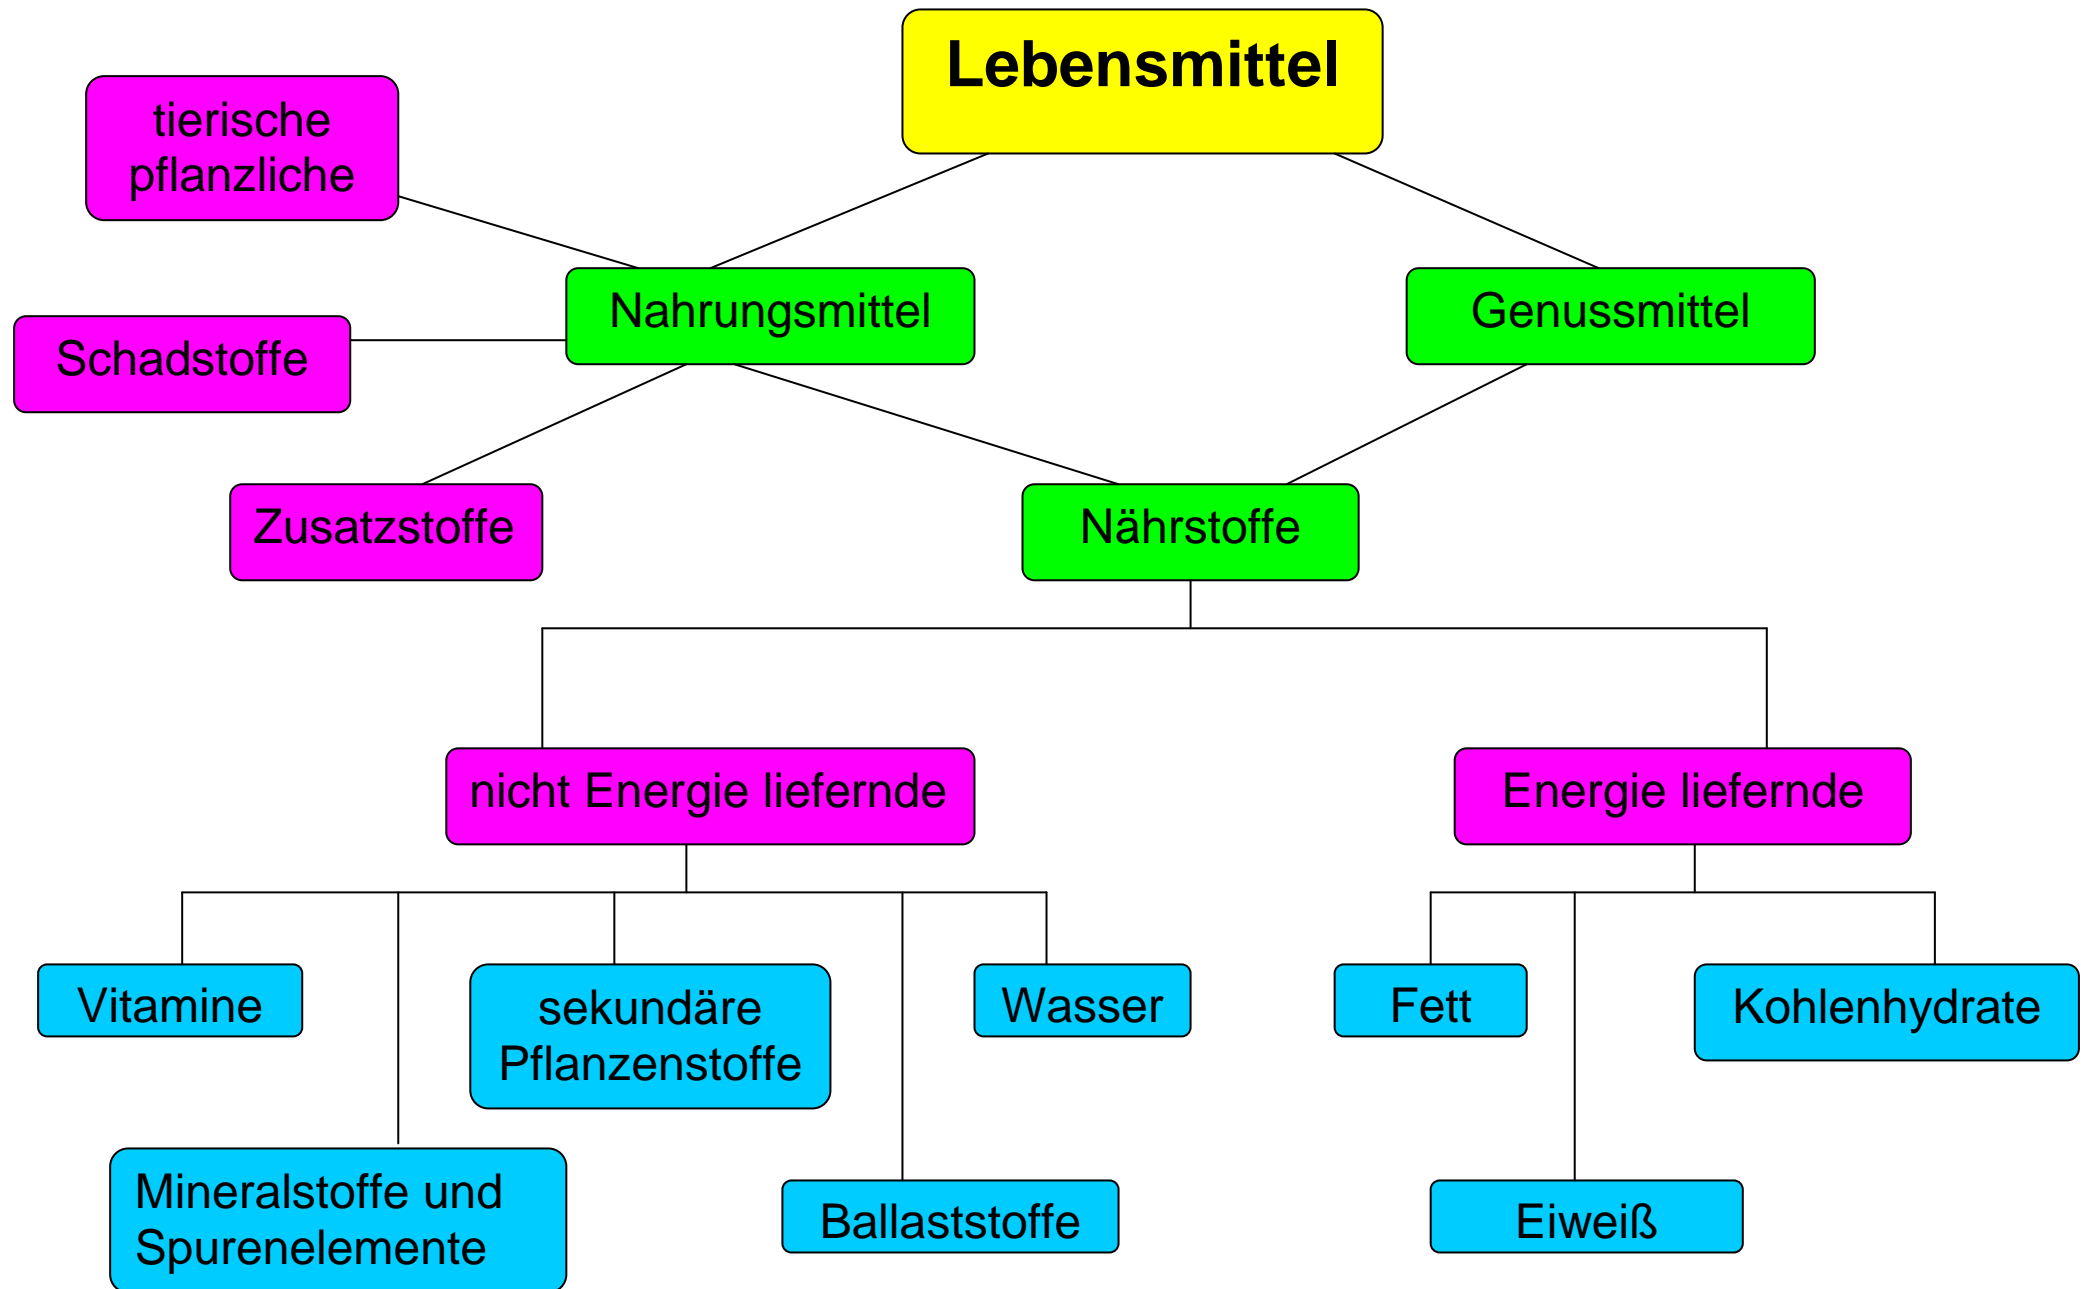 Lebensmittel
tierische
pflanzliche
Nahrungsmittel
Genussmittel
Schadstoffe
Zusatzstoffe
Nährstoffe
nicht Energie liefernde
Energie liefernde
Vitamine
sekundäre
Pflanzenstoffe
Wasser
Fett
Kohlenhydrate
Mineralstoffe und
Spurenelemente
Ballaststoffe
Eiweiß